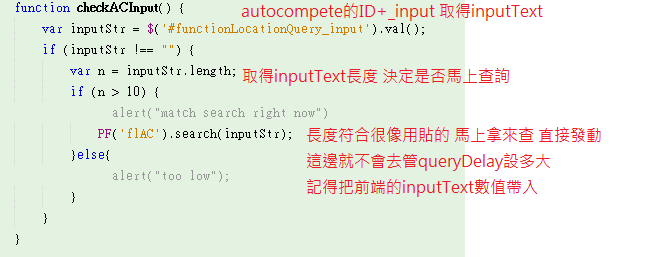 function checkACInput() {
autocompete的ID+_input 取得inputText
var inputStr = $('#functionLocationQuery_input').val();
if (inputStr !== "") {
var n = inputStr.length;
取得inputText長度 決定是否馬上查詢
if (n > 10) {
alert("match search right now")
PF('flAC').search(inputStr);
長度符合很像用貼的 馬上拿來查 直接發動
}else{
這邊就不會去管queryDelay設多大
alert("too low");
記得把前端的inputText數值帶入
}
}
}